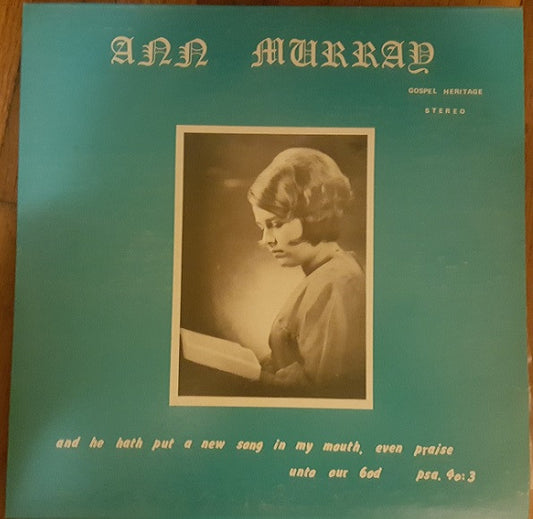 ANN MURRAY
GOSPEL HERITAGE
STEREO
and he hath put a new song in my mouth, even praise
unto our God psa. 40:3